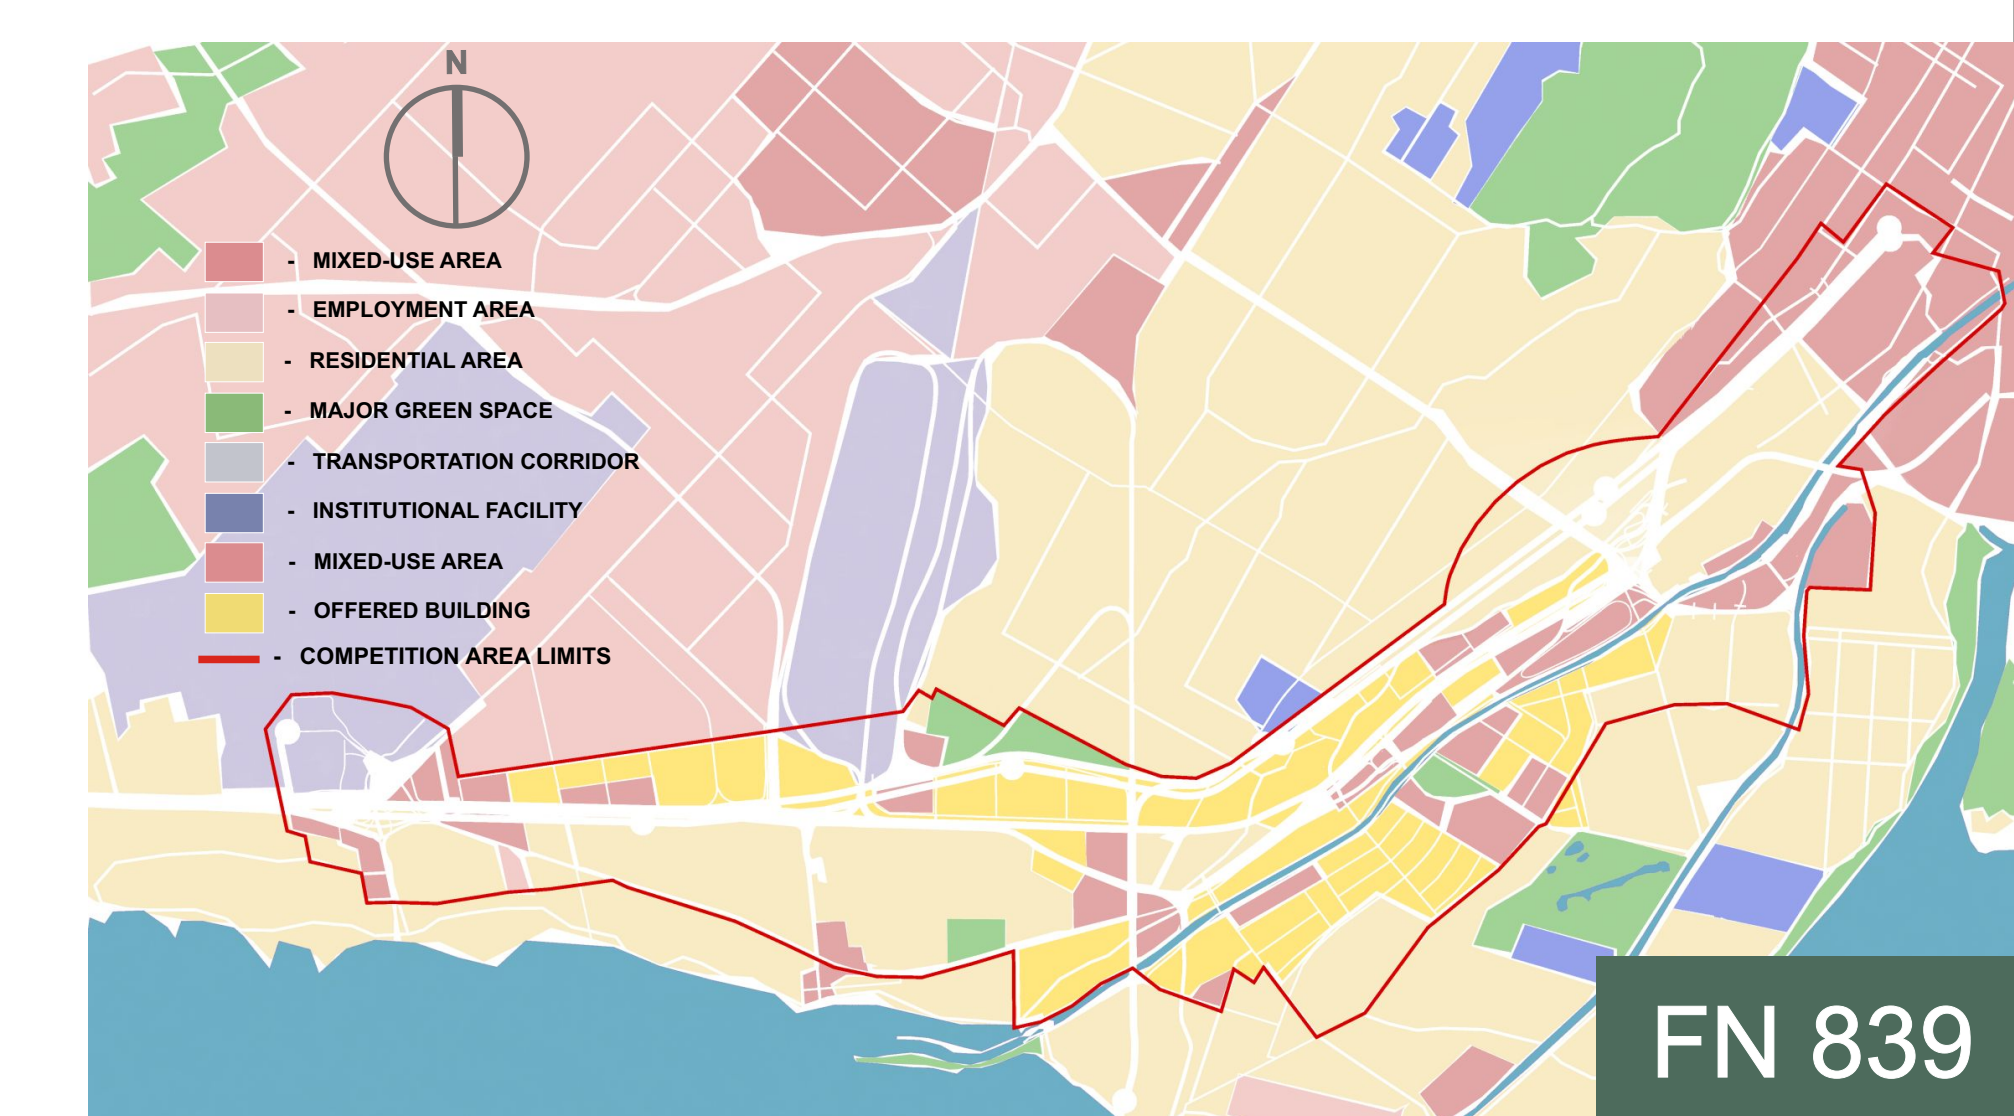 N
- MIXED-USE AREA
- EMPLOYMENT AREA
- RESIDENTIAL AREA
- MAJOR GREEN SPACE
- TRANSPORTATION CORRIDOR
- INSTITUTIONAL FACILITY
- MIXED-USE AREA
- OFFERED BUILDING
- COMPETITION AREA LIMITS
FN 839